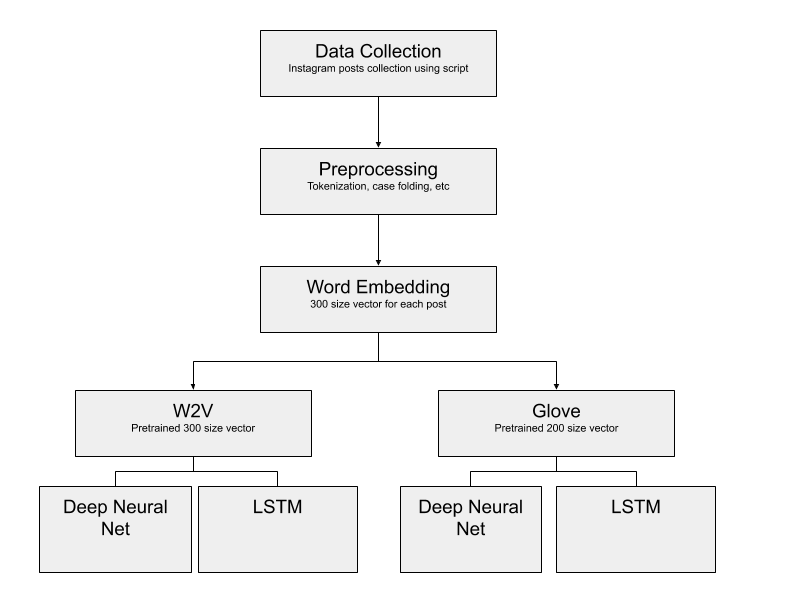 Data Collection
Instagram posts collection using script
Preprocessing
Tokenization, case folding, etc
Word Embedding
300 size vector for each post
W2V
Pretrained 300 size vector
Glove
Pretrained 200 size vector
Deep Neural
Net
LSTM
Deep Neural
Net
LSTM